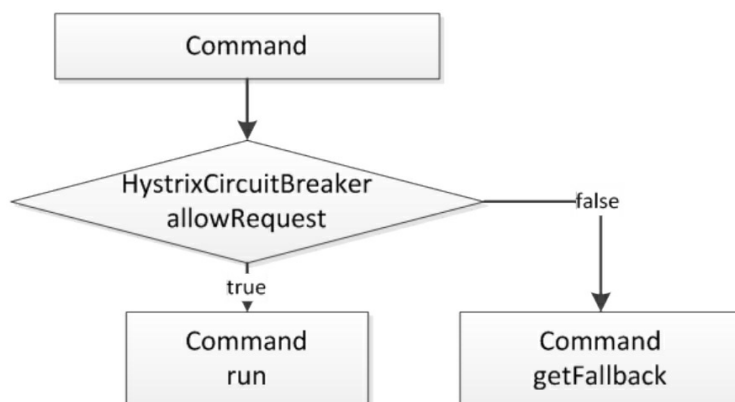 Command
HystrixCircuitBreaker
allowRequest
false
true
Command
run
Command
getFallback